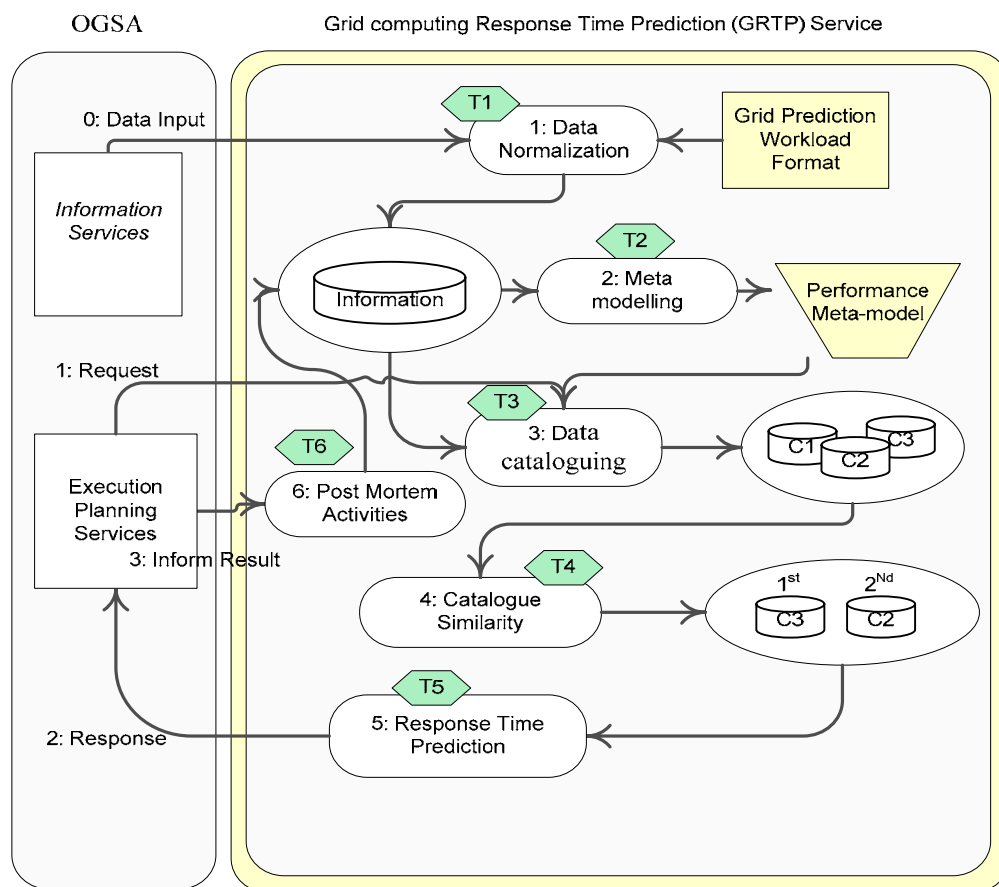 OGSA
Grid computing Response Time Prediction (GRTP) Service
T1
0: Data Input
1: Data
Normalization
Grid Prediction
Workload
Format
Information
Services
T2
2: Meta
modelling
Information
Performance
Meta-model
1: Request
T3
3: Data
cataloguing
C1
C2
C3
T6
6: Post Mortem
Activities
Execution
Planning
Services
3: Inform Result
T4
4: Catalogue
Similarity
1st
2Nd
C3
C2
T5
5: Response Time
Prediction
2: Response